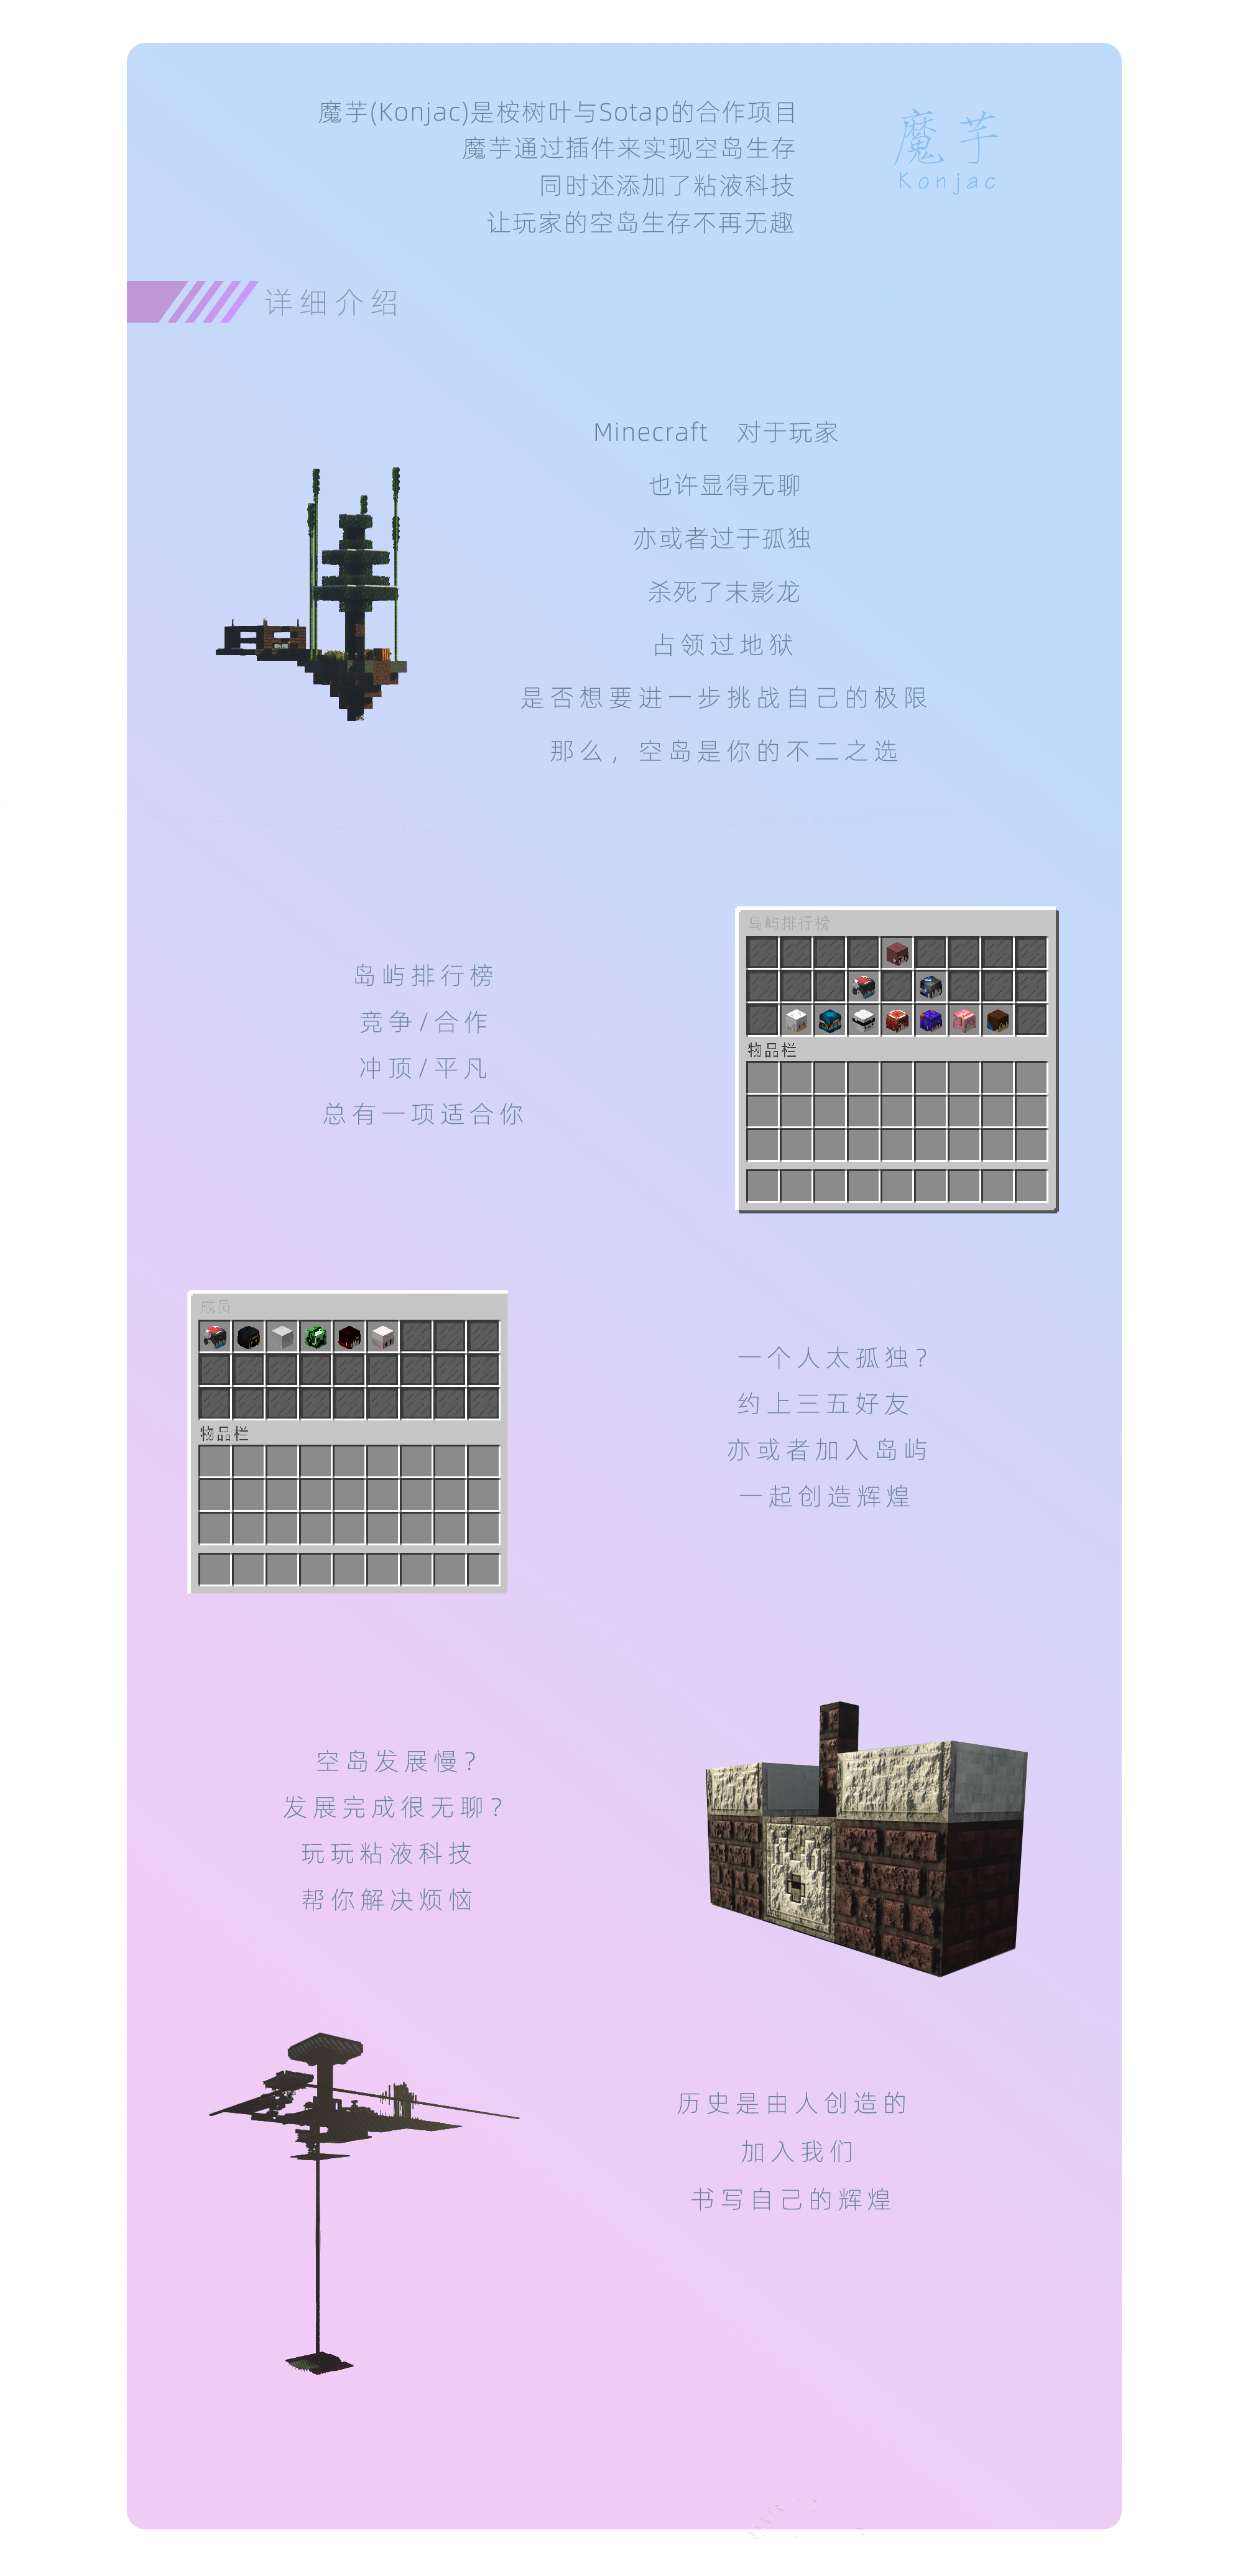 魔芋(Konjac)是桉树叶与Sotap的合作项目
魔芋通过插件来实现空岛生存
同时还添加了粘液科技
让玩家的空岛生存不再无趣
魔芋
Konjac
详细介绍
Minecraft 对于玩家
也许显得无聊
亦或者过于孤独
杀死了末影龙
占领过地狱
是否想要进一步挑战自己的极限
那么，空岛是你的不二之选
岛屿排行榜
竞争/合作
冲顶/平凡
总有一项适合你
岛屿排行榜
物品栏
成员
物品栏
一个人太孤独？
约上三五好友
亦或者加入岛屿
一起创造辉煌
空岛发展慢？
发展完成很无聊？
玩玩粘液科技
帮你解决烦恼
历史是由人创造的
加入我们
书写自己的辉煌